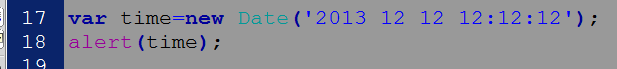 17 var time=new Date('2013 12 12 12:12:12');
18 alert(time);
19